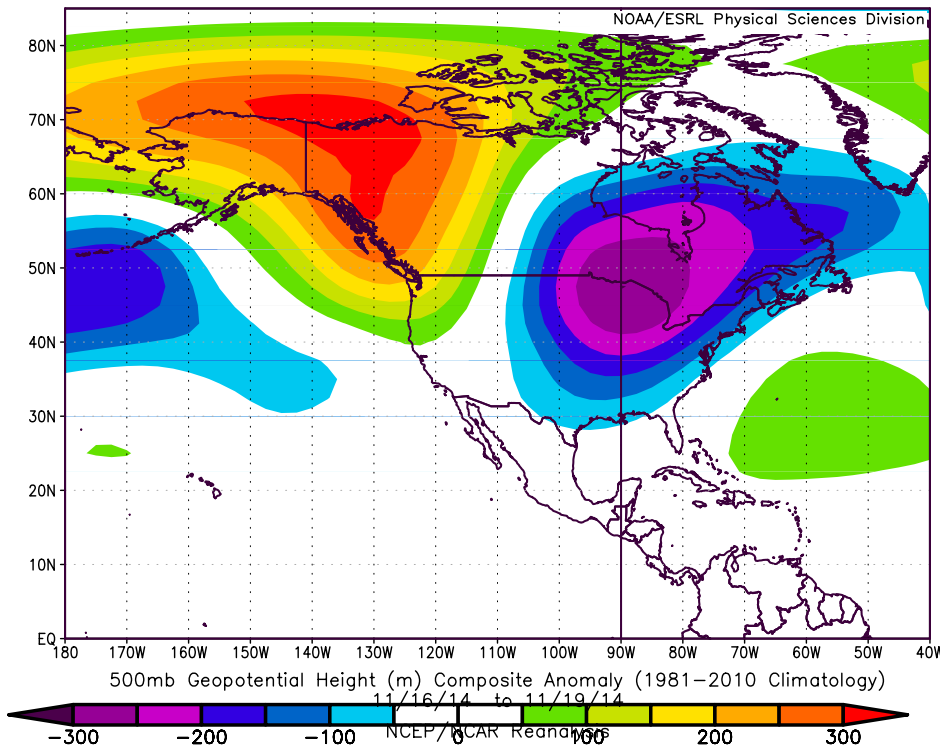 NOAA/ESRL Physical Sciences Division
80N
70N
60N
50N
40N
30N
20N
10N
EQ
180 170W 160W 150W 140W 130W 120W 110W 100W 90W 80W 70W 60W 50W 40W
500mb Geopotential Height (m) Composite Anomaly (1981−2010 Climatology)
11/16/14 to 11/19/14
NCEP/NCAR Reanalysis
−300 −200 −100 0 100 200 300